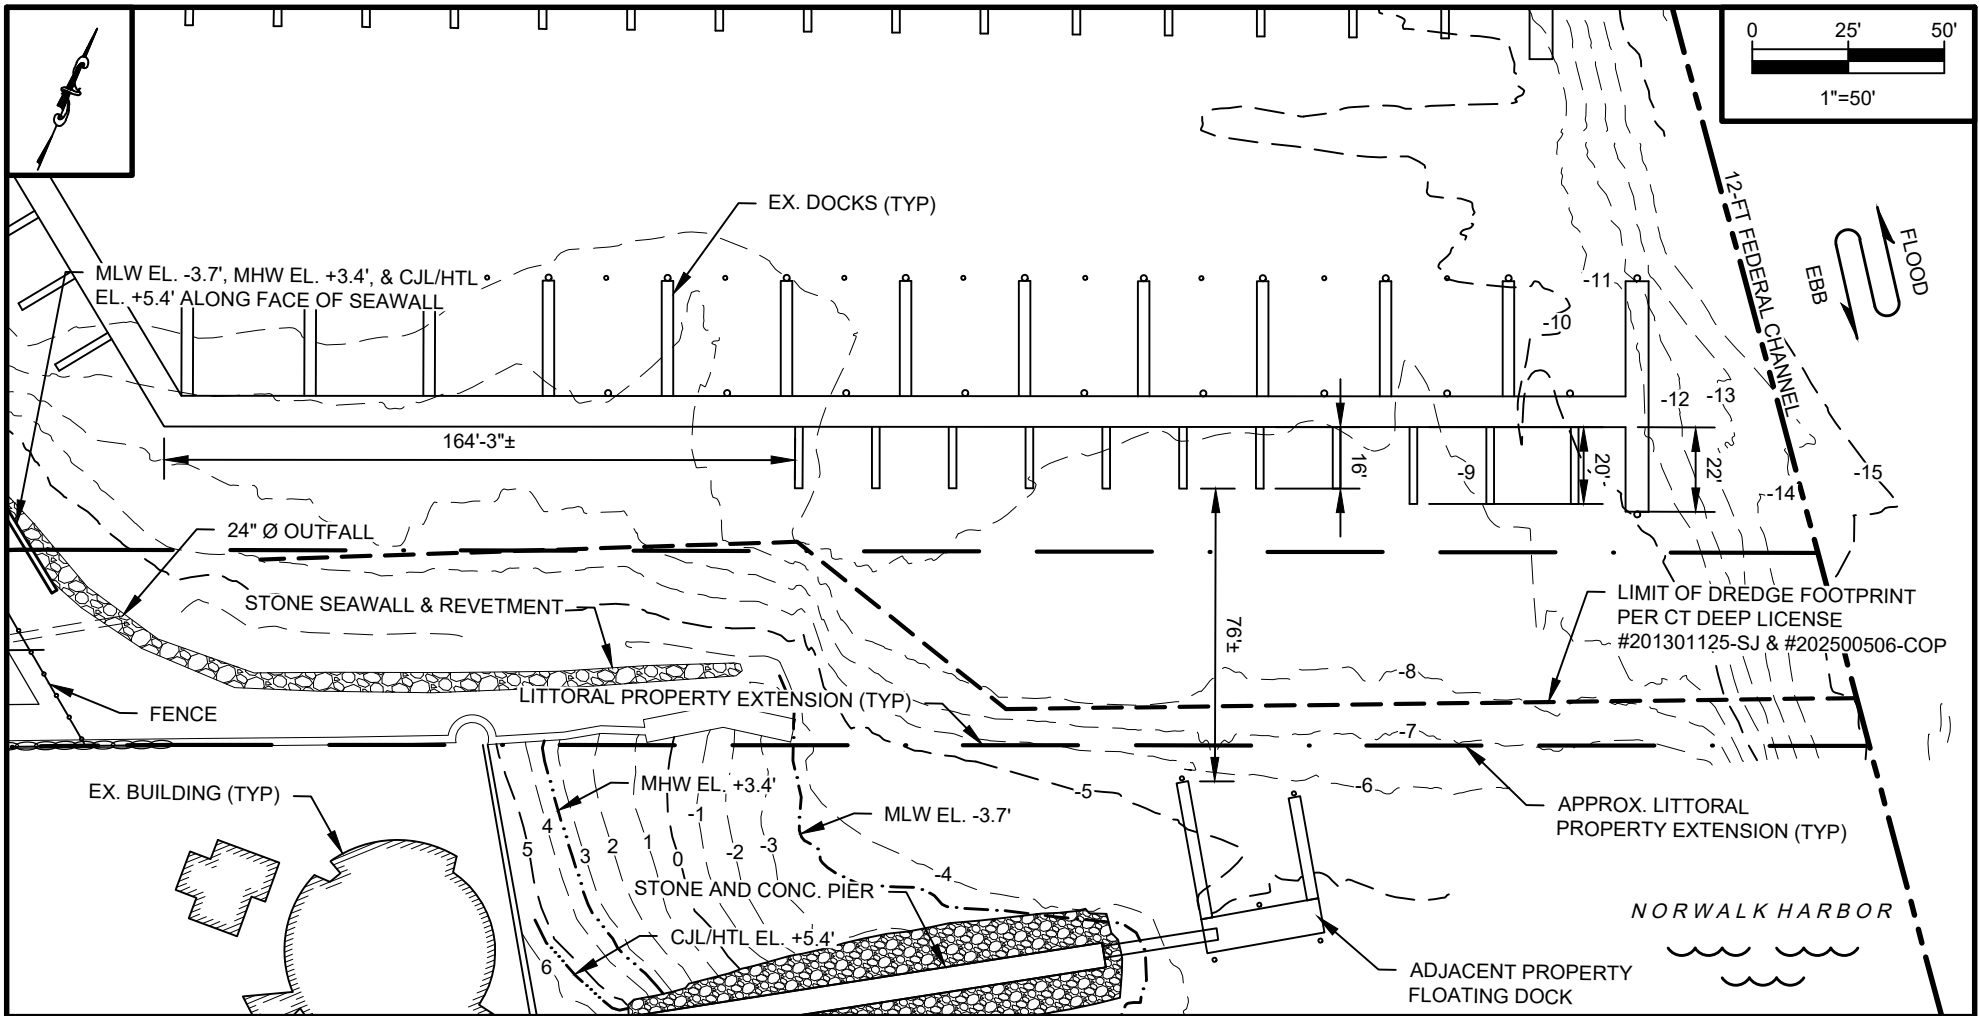 0 25' 50'
1"=50'
12-FT FEDERAL CHANNEL
FLOOD
EBB
EX. DOCKS (TYP)
MLW EL. -3.7', MHW EL. +3.4', & CJL/HTL
EL. +5.4' ALONG FACE OF SEAWALL
-11
-10
-12
-13
164'-3"±
16'
-9
20'
22'
-14
-15
24" Ø OUTFALL
STONE SEAWALL & REVETMENT
76'±
LIMIT OF DREDGE FOOTPRINT
PER CT DEEP LICENSE
#201301125-SJ & #202500506-COP
-8
LITTORAL PROPERTY EXTENSION (TYP)
FENCE
-7
EX. BUILDING (TYP)
MHW EL. +3.4'
-5
-6
APPROX. LITTORAL
PROPERTY EXTENSION (TYP)
MLW EL. -3.7'
5
4
3
2
1
0
-1
-2
-3
-4
STONE AND CONC. PIER
NORWALK HARBOR
CJL/HTL EL. +5.4'
6
ADJACENT PROPERTY
FLOATING DOCK